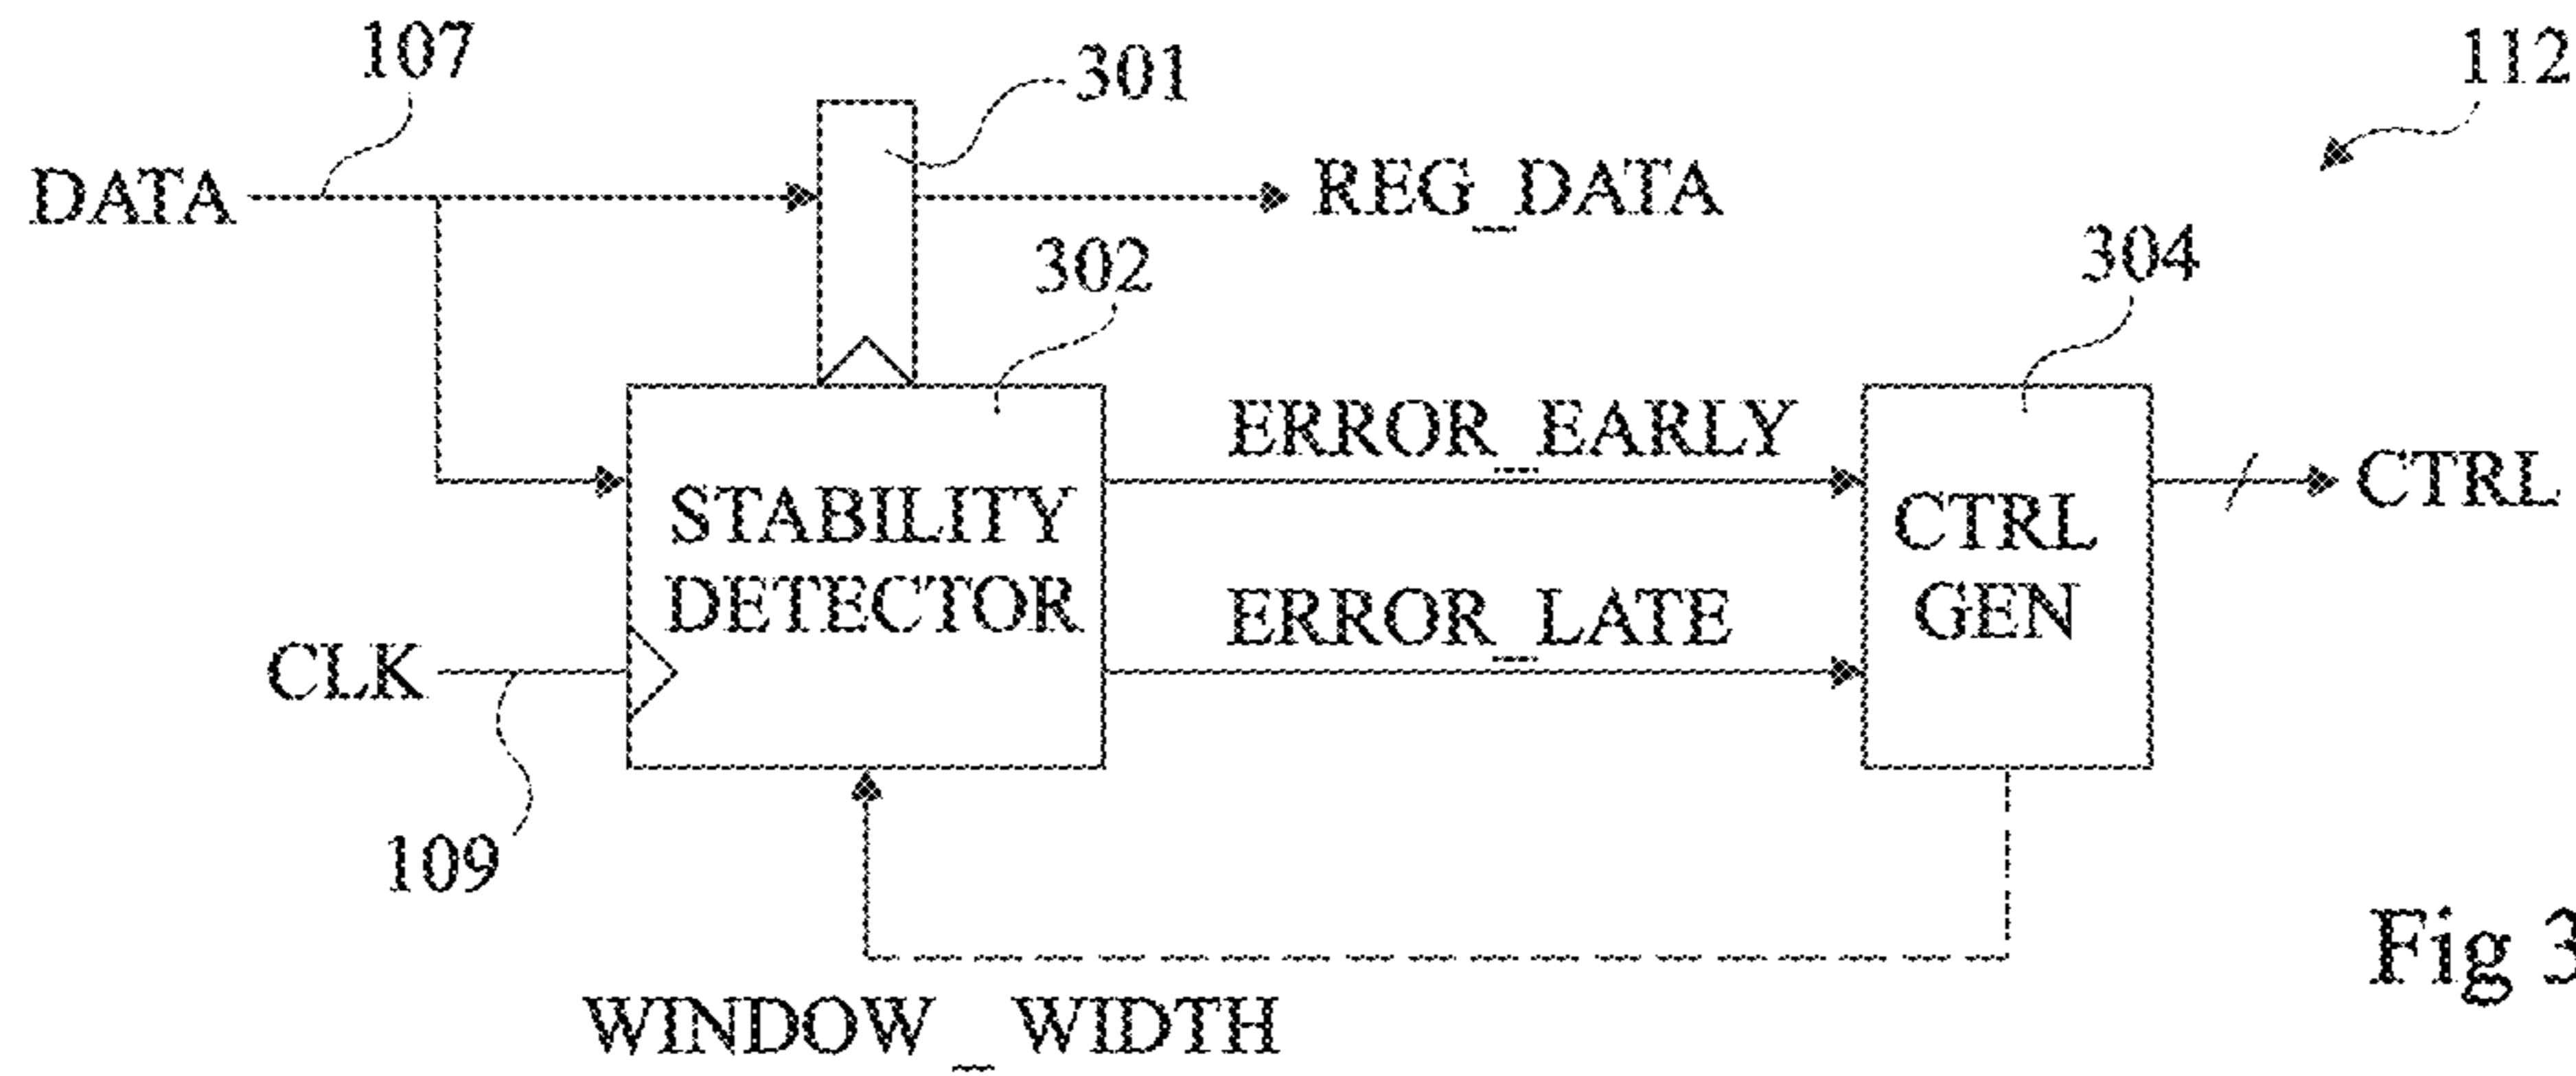 107
301
112
DATA
REG_DATA
302
304
ERROR_EARLY
CTRL
STABILITY
DETECTOR
CTRL
GEN
ERROR_LATE
CLK
109
Fig 3
WINDOW_WIDTH